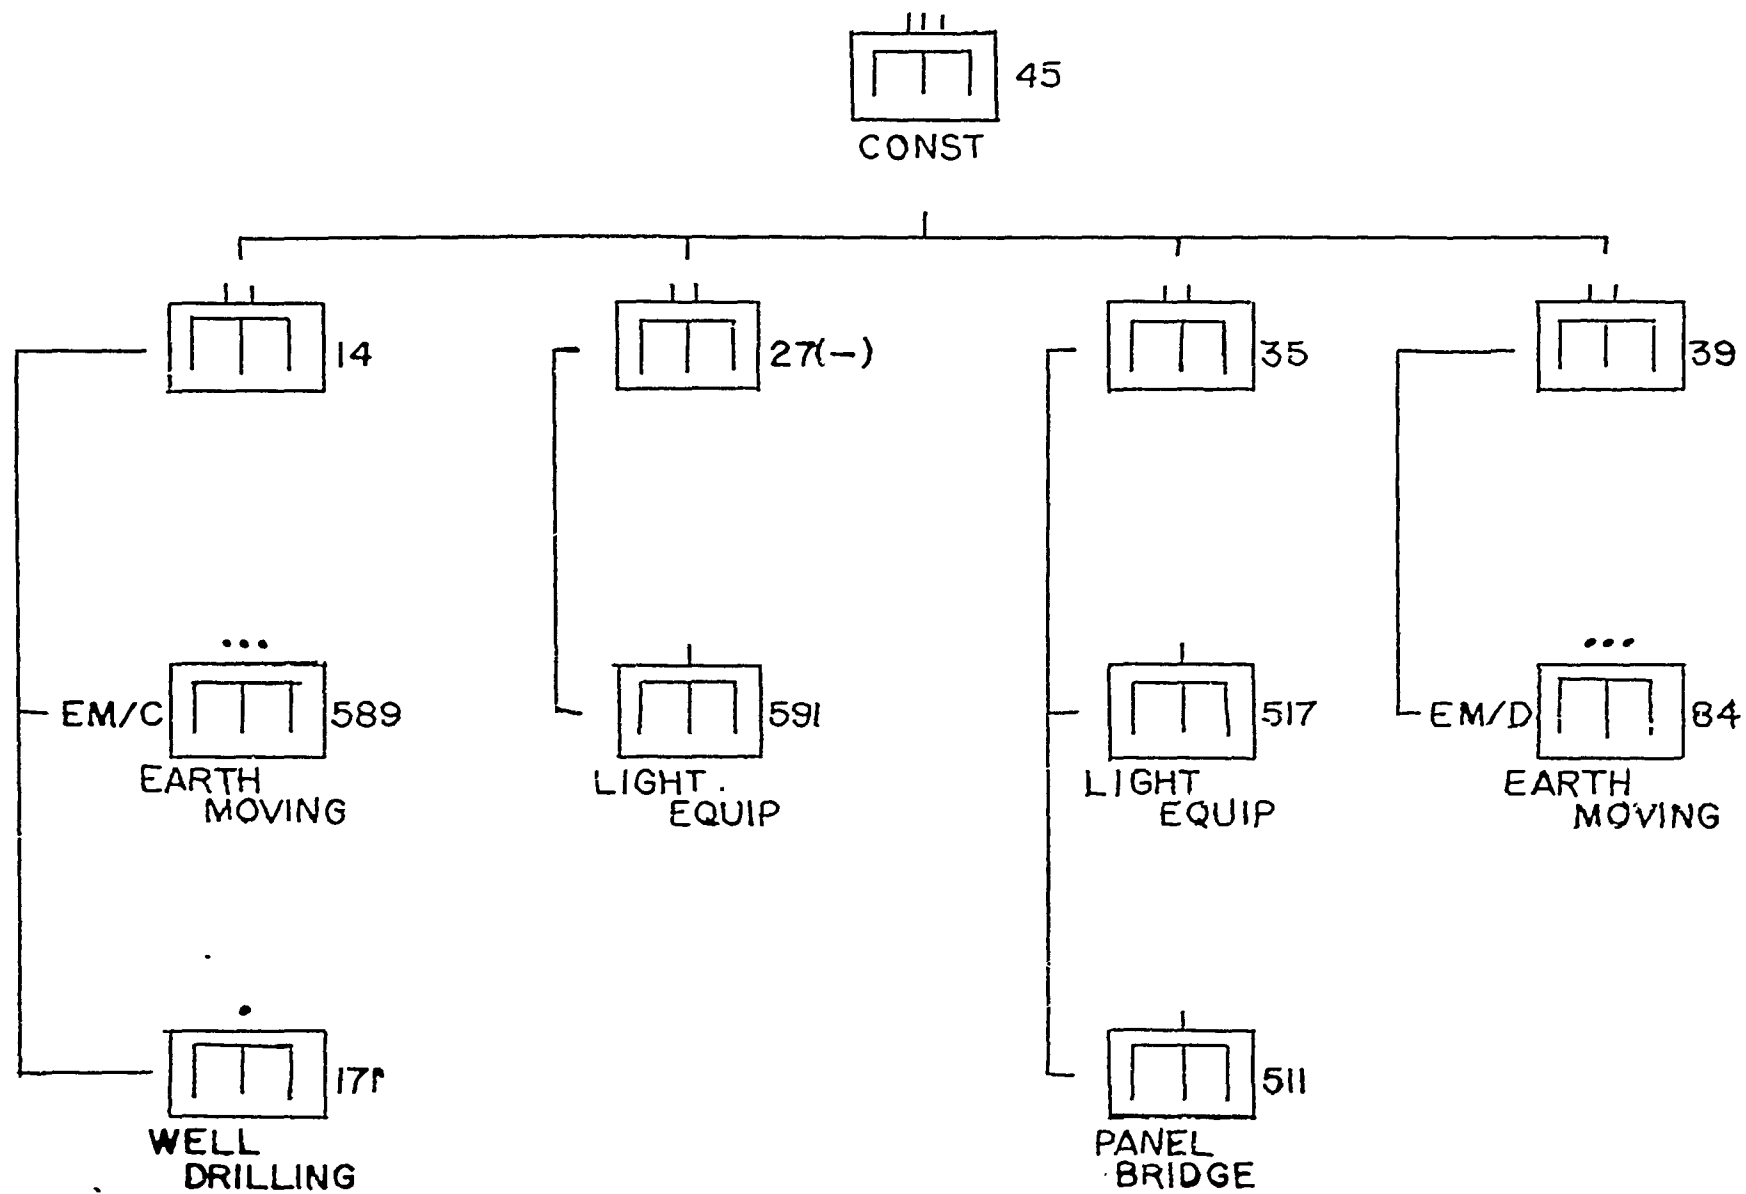 45
CONST
14
27(-)
35
39
EM/C
589
EARTH
MOVING
591
LIGHT
EQUIP
517
LIGHT
EQUIP
EM/D
84
EARTH
MOVING
WELL
DRILLING
511
PANEL
BRIDGE